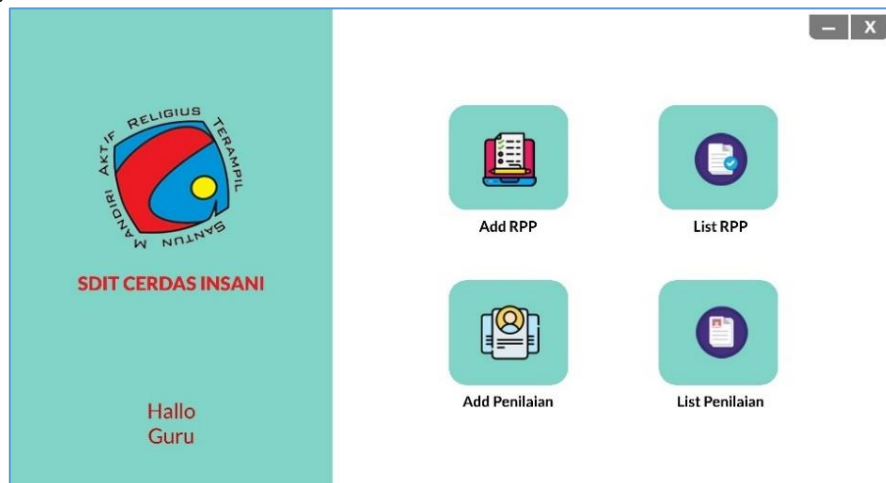 MANDIRI AKTIF RELIGIUS TERAMPIL SANTUN
SDIT CERDAS INSANI
Hallo
Guru
– X
Add RPP
List RPP
Add Penilaian
List Penilaian